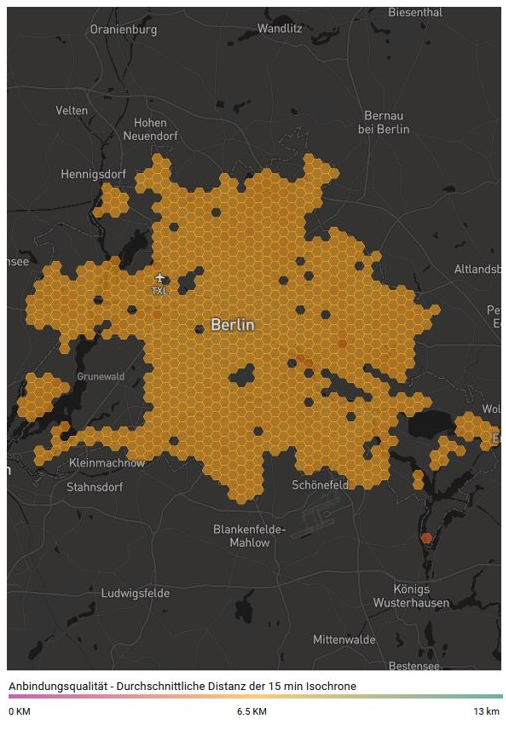 Biesenthal
Oranienburg
Wandlitz
Velten
Bernau
bei Berlin
Hohen
Neuendorf
Hennigsdorf
nsee
Altlandsb
TXL
Berlin
Grunewald
Kleinmachnow
Stahnsdorf
Schönefeld
Blankenfelde-
Mahlow
Ludwigsfelde
Königs
Wusterhausen
Mittenwalde
Bestensee
Anbindungsqualität - Durchschnittliche Distanz der 15 min Isochrone
0 KM
6.5 KM
13 km